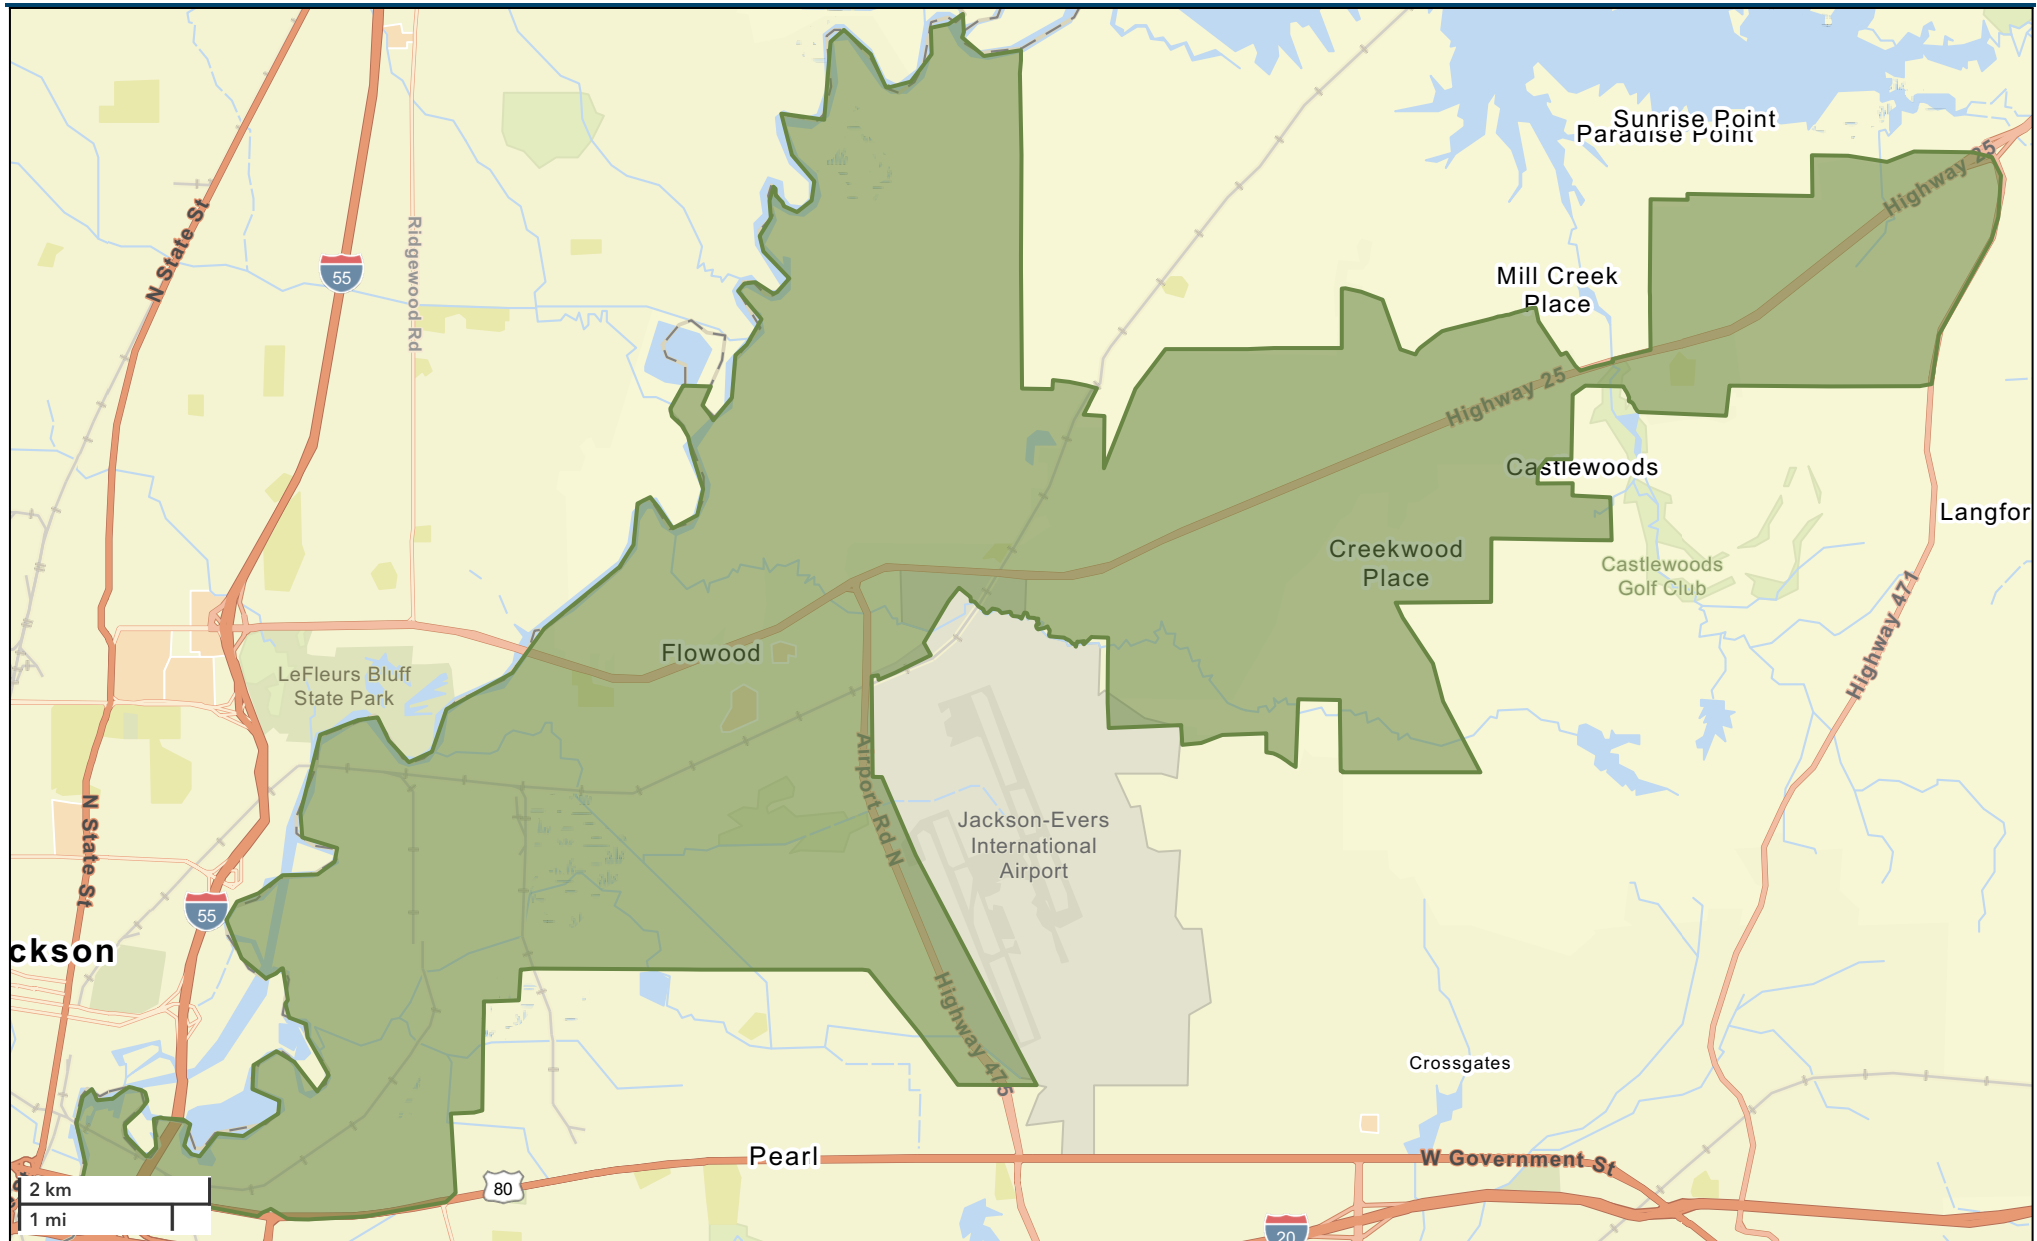 Sunrise Point
Paradise Point
Highway 25
N State St
Ridgewood Rd
55
Mill Creek
Place
Highway 25
Castlewoods
Langfor
Creekwood
Place
Castlewoods
Golf Club
Highway 471
Flowood
LeFleurs Bluff
State Park
Airport Rd N
Jackson-Evers
International
Airport
N State St
55
ckson
Highway 475
Crossgates
Pearl
W Government St
80
2 km
1 mi
20